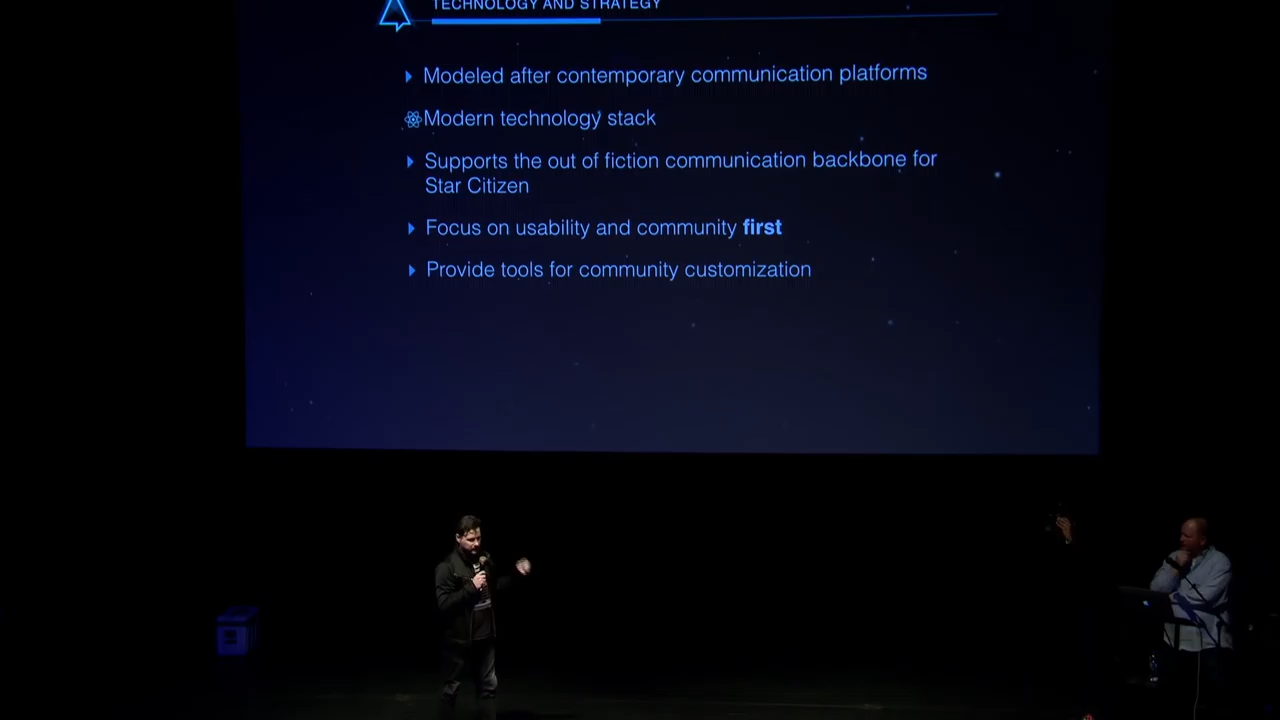 TECHNOLOGY AND STRATEGY
Modeled after contemporary communication platforms
Modern technology stack
Supports the out of fiction communication backbone for
Star Citizen
Focus on usability and community first
Provide tools for community customization